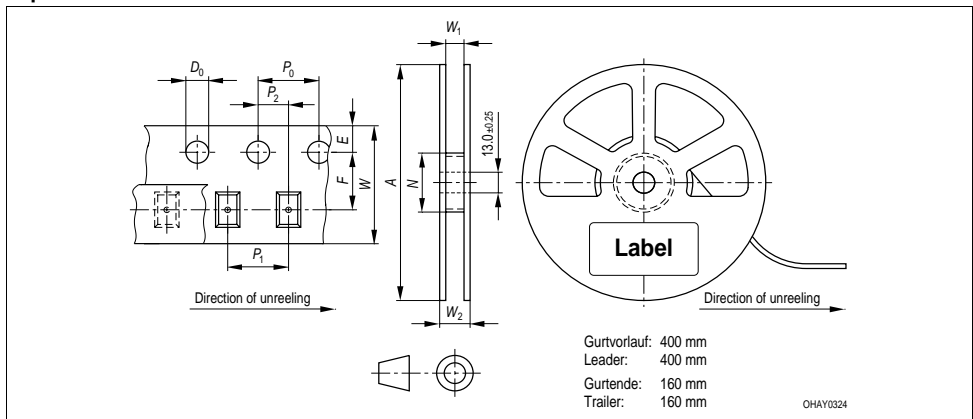 W1
D0
P0
P2
E
F
W
A
N
13.0 ±0.25
P1
Label
Direction of unreeling
W2
Direction of unreeling
Gurtvorlauf: 400 mm
Leader: 400 mm
Gurtende: 160 mm
Trailer: 160 mm
OHAY0324